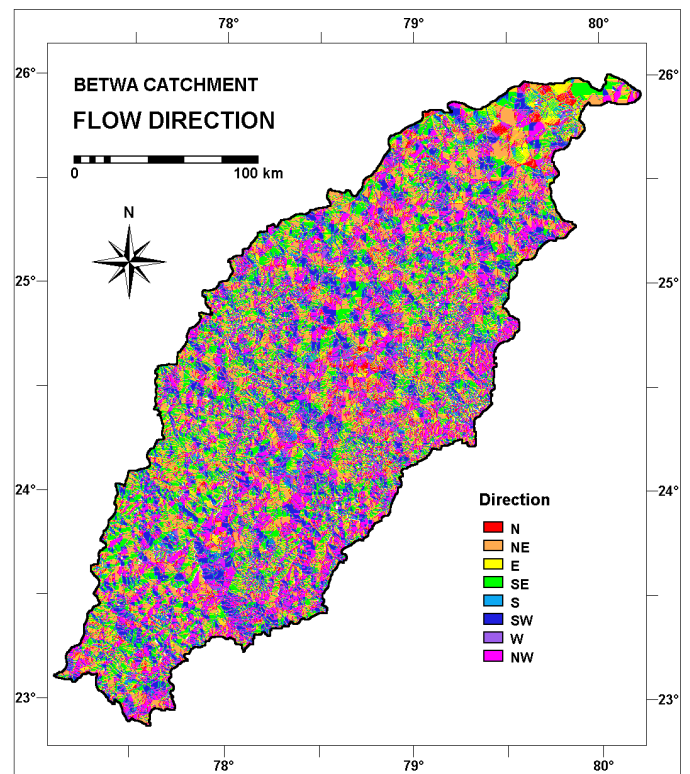 78° 79° 80°
26° 26°
BETWA CATCHMENT
FLOW DIRECTION
0 100 km
N
25° 25°
24° 24°
Direction
N
NE
E
SE
S
SW
W
NW
23° 23°
78° 79° 80°